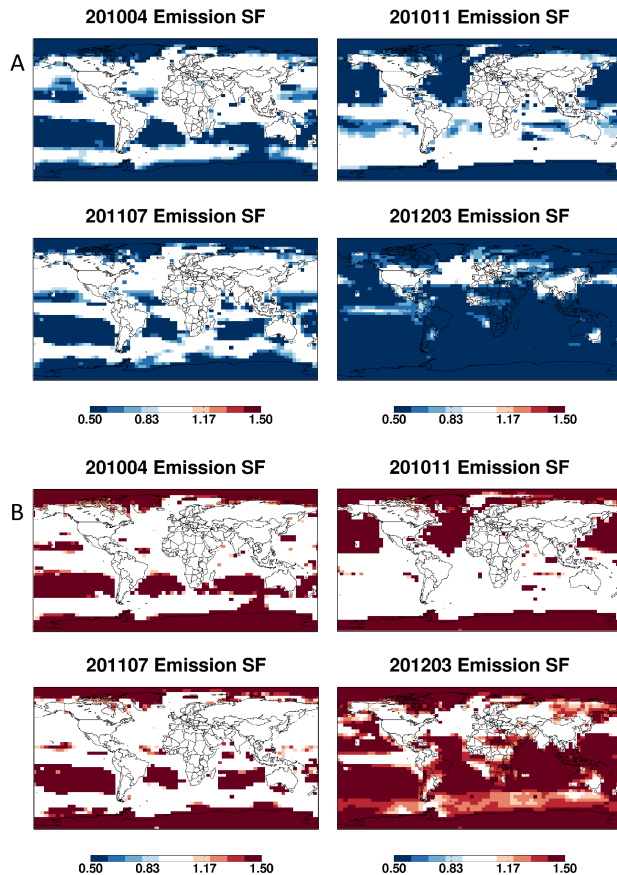 201004 Emission SF 201011 Emission SF
A
201107 Emission SF 201203 Emission SF
0.50 0.83 1.17 1.50 0.50 0.83 1.17 1.50
201004 Emission SF 201011 Emission SF
B
201107 Emission SF 201203 Emission SF
0.50 0.83 1.17 1.50 0.50 0.83 1.17 1.50